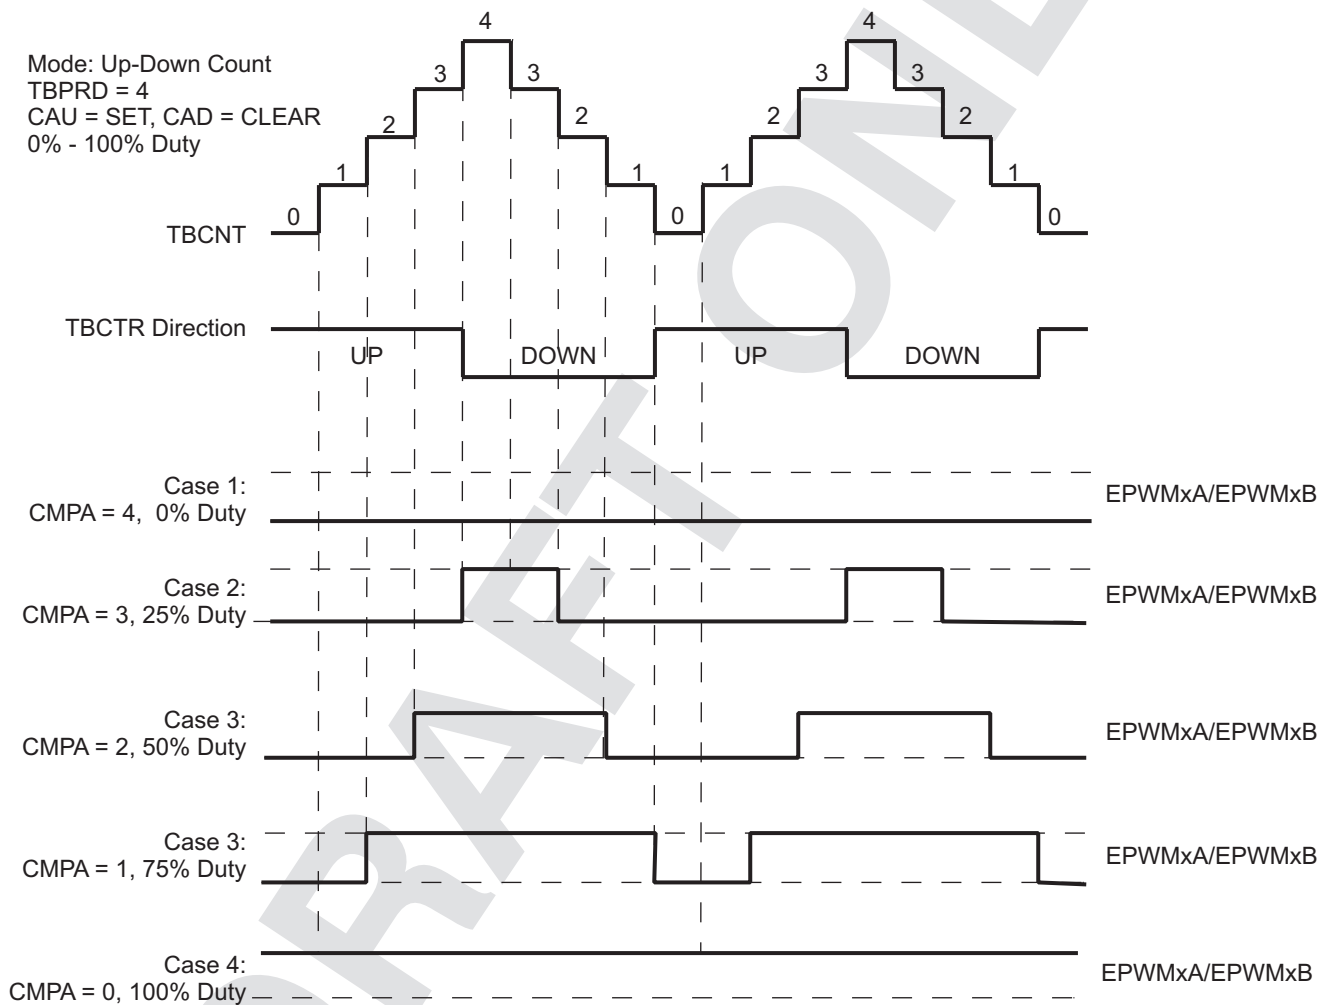 4
4
Mode: Up-Down Count
TBPRD = 4
CAU = SET, CAD = CLEAR
0% - 100% Duty
3
3
3
3
2
2
2
2
1
1
1
1
0
0
0
TBCNT
TBCTR Direction
UP
DOWN
UP
DOWN
Case 1:
CMPA = 4, 0% Duty
EPWMxA/EPWMxB
Case 2:
CMPA = 3, 25% Duty
EPWMxA/EPWMxB
Case 3:
CMPA = 2, 50% Duty
EPWMxA/EPWMxB
Case 3:
CMPA = 1, 75% Duty
EPWMxA/EPWMxB
Case 4:
CMPA = 0, 100% Duty
EPWMxA/EPWMxB
DRAFT ONL